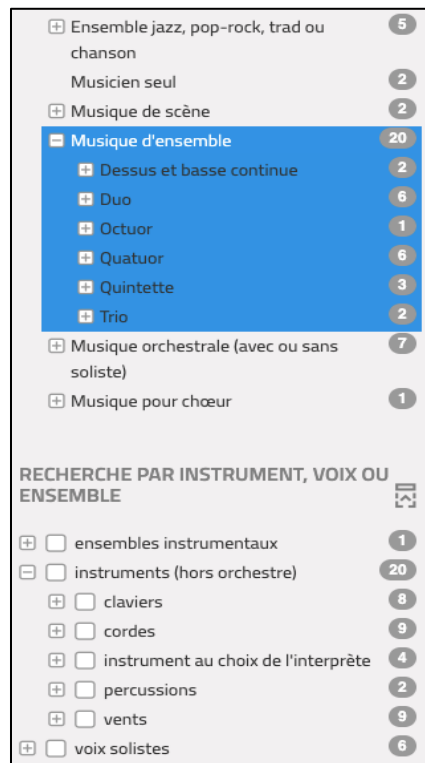 Ensemble jazz, pop-rock, trad ou 5
chanson
Musicien seul 2
Musique de scène 2
Musique d'ensemble 20
Dessus et basse continue 2
Duo 6
Octuor 1
Quatuor 6
Quintette 3
Trio 2
Musique orchestrale (avec ou sans 7
soliste)
Musique pour chœur 1
RECHERCHE PAR INSTRUMENT, VOIX OU
ENSEMBLE
ensembles instrumentaux 1
instruments (hors orchestre) 20
claviers 8
cordes 9
instrument au choix de l'interprète 4
percussions 2
vents 9
voix solistes 6